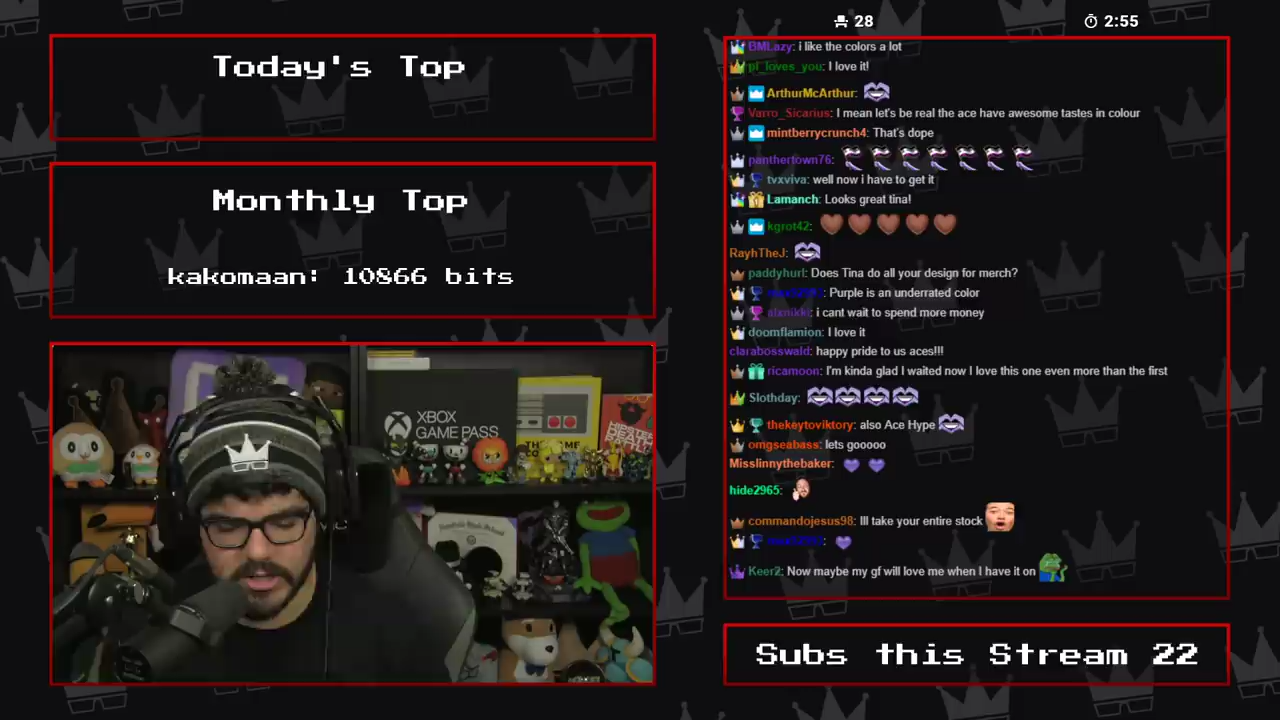 28
2:55
Today's Top
Monthly Top
kakomaan: 10866 bits
BMLazy: i like the colors a lot
pl_loves_you: I love it!
ArthurMcArthur:
Varro_Sicarius: I mean let's be real the ace have awesome tastes in colour
mintberrycrunch4: That's dope
panthertown76:
tvxviva: well now i have to get it
Lamanch: Looks great tina!
kgrot42:
RayhTheJ:
paddyhurl: Does Tina do all your design for merch?
: Purple is an underrated color
alxnikki: i cant wait to spend more money
doomflamion: I love it
clarabosswald: happy pride to us aces!!!
ricamoon: I'm kinda glad I waited now I love this one even more than the first
Slothday:
thekeytoviktory: also Ace Hype
omgseabass: lets gooooo
Misslinnythebaker:
hide2965:
commandojesus98: Ill take your entire stock
Keer2: Now maybe my gf will love me when I have it on
XBOX
GAME PASS
Subs this Stream 22